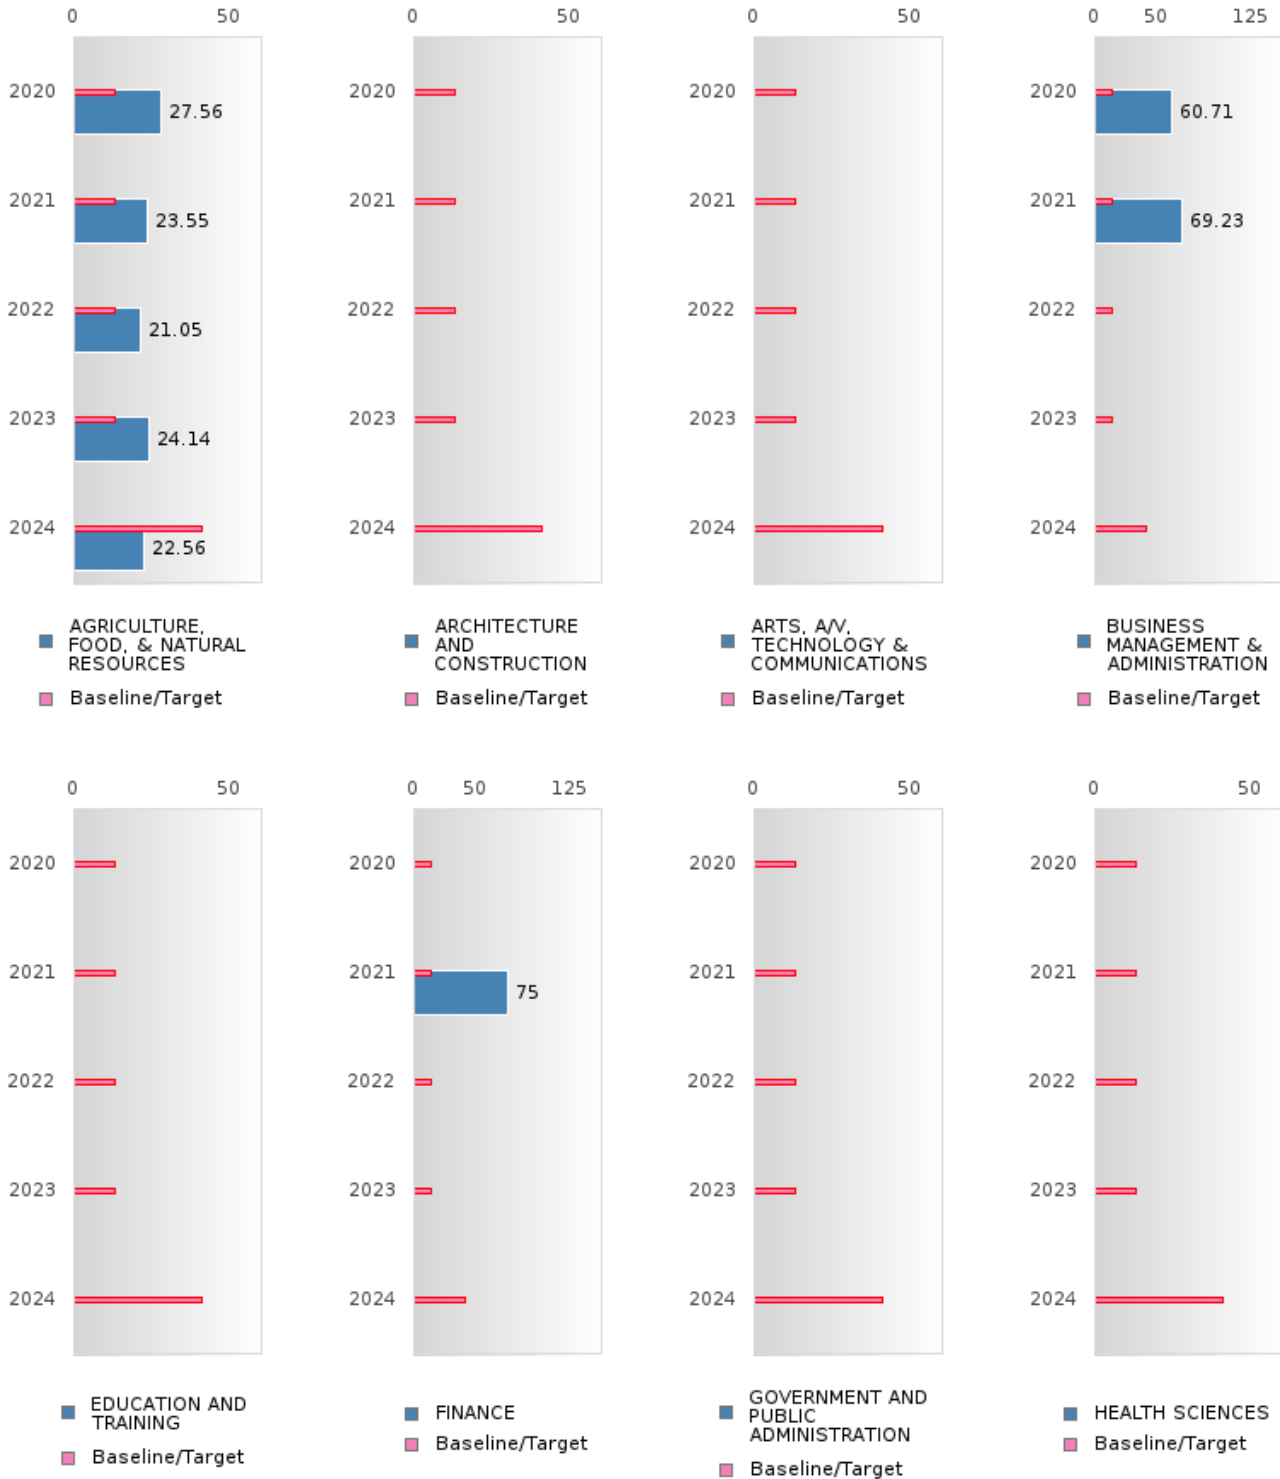 0 50
0 50
0 50
0 50 125
2020
27.56
2021
23.55
2022
21.05
2023
24.14
2024
22.56
2020
2021
2022
2023
2024
2020
2021
2022
2023
2024
2020
60.71
2021
69.23
2022
2023
2024
AGRICULTURE,
FOOD, & NATURAL
RESOURCES
Baseline/Target
ARCHITECTURE
AND
CONSTRUCTION
Baseline/Target
ARTS, A/V,
TECHNOLOGY &
COMMUNICATIONS
Baseline/Target
BUSINESS
MANAGEMENT &
ADMINISTRATION
Baseline/Target
0 50
0 50 125
0 50
0 50
2020
2021
2022
2023
2024
2020
2021
75
2022
2023
2024
2020
2021
2022
2023
2024
2020
2021
2022
2023
2024
EDUCATION AND
TRAINING
Baseline/Target
FINANCE
Baseline/Target
GOVERNMENT AND
PUBLIC
ADMINISTRATION
Baseline/Target
HEALTH SCIENCES
Baseline/Target